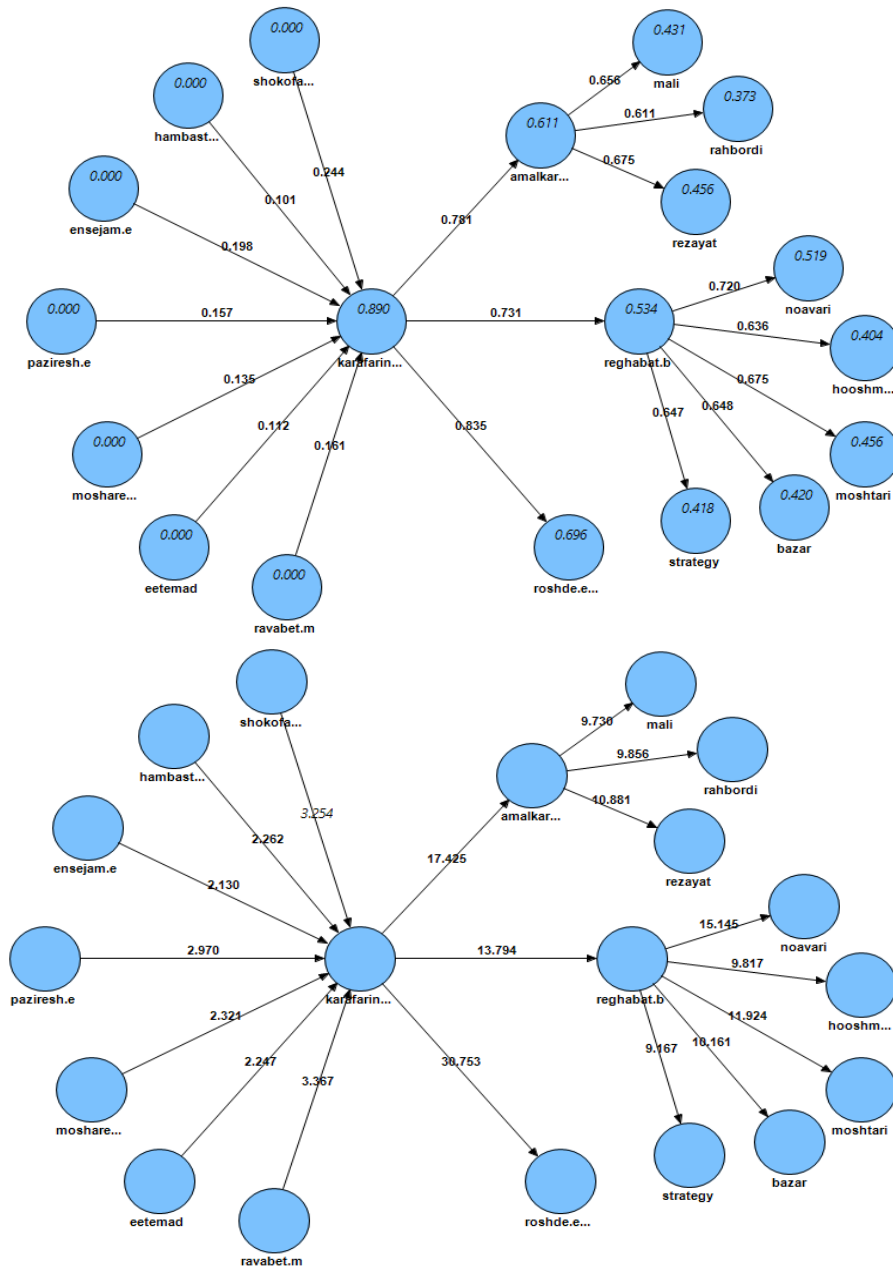 0.000
shokofa...
0.431
mali
0.000
hambast...
0.656
0.373
rahbordi
0.611
0.611
amalkar...
0.244
0.101
0.675
0.456
rezayat
0.000
ensejam.e
0.198
0.781
0.519
noavari
0.720
0.000
paziresh.e
0.157
0.890
karafarin...
0.731
0.534
reghabat.b
0.636
0.404
hooshm...
0.135
0.675
0.000
moshare...
0.112
0.161
0.835
0.647
0.648
0.456
moshtari
0.418
strategy
0.420
bazar
0.000
eetemad
0.696
roshde.e...
0.000
ravabet.m
shokofa...
mali
9.730
hambast...
rahbordi
9.856
amalkar...
10.881
3.254
2.262
rezayat
ensejam.e
2.130
17.425
noavari
15.145
paziresh.e
2.970
karafarin...
13.794
reghabat.b
9.817
hooshm...
2.321
11.924
moshare...
2.247
3.367
30.753
9.167
10.161
moshtari
strategy
bazar
eetemad
roshde.e...
ravabet.m